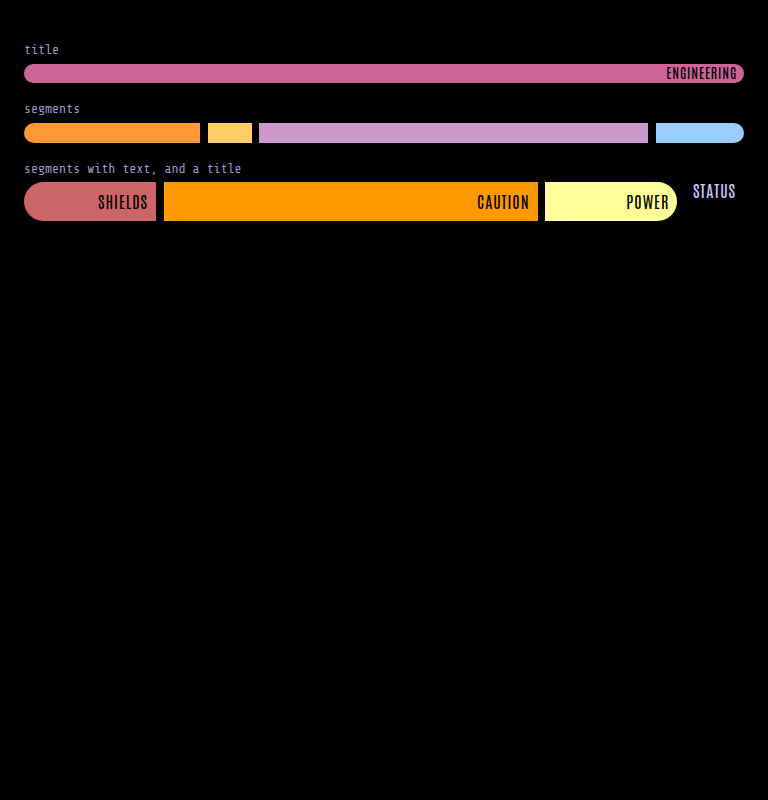 title
ENGINEERING
segments
segments with text, and a title
SHIELDS CAUTION POWER STATUS